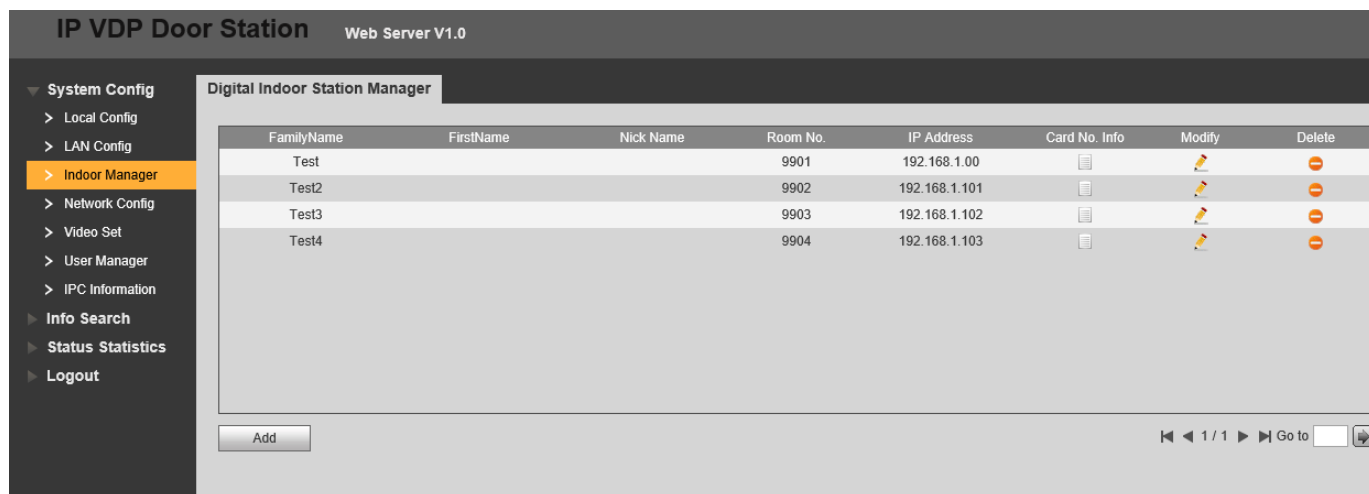 IP VDP Door Station Web Server V1.0
System Config
Local Config
LAN Config
Indoor Manager
Network Config
Video Set
User Manager
IPC Information
Info Search
Status Statistics
Logout
Digital Indoor Station Manager
FamilyName FirstName Nick Name Room No. IP Address Card No. Info Modify Delete
Test 9901 192.168.1.00
Test2 9902 192.168.1.101
Test3 9903 192.168.1.102
Test4 9904 192.168.1.103
Add 1 / 1 Go to